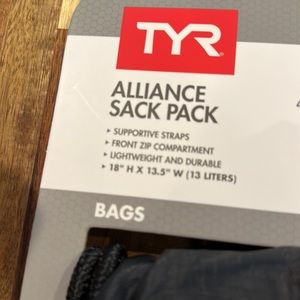 TYR
ALLIANCE
SACK PACK
▸ SUPPORTIVE STRAPS
▸ FRONT ZIP COMPARTMENT
▸ LIGHTWEIGHT AND DURABLE
▸ 18" H X 13.5" W (13 LITERS)
BAGS